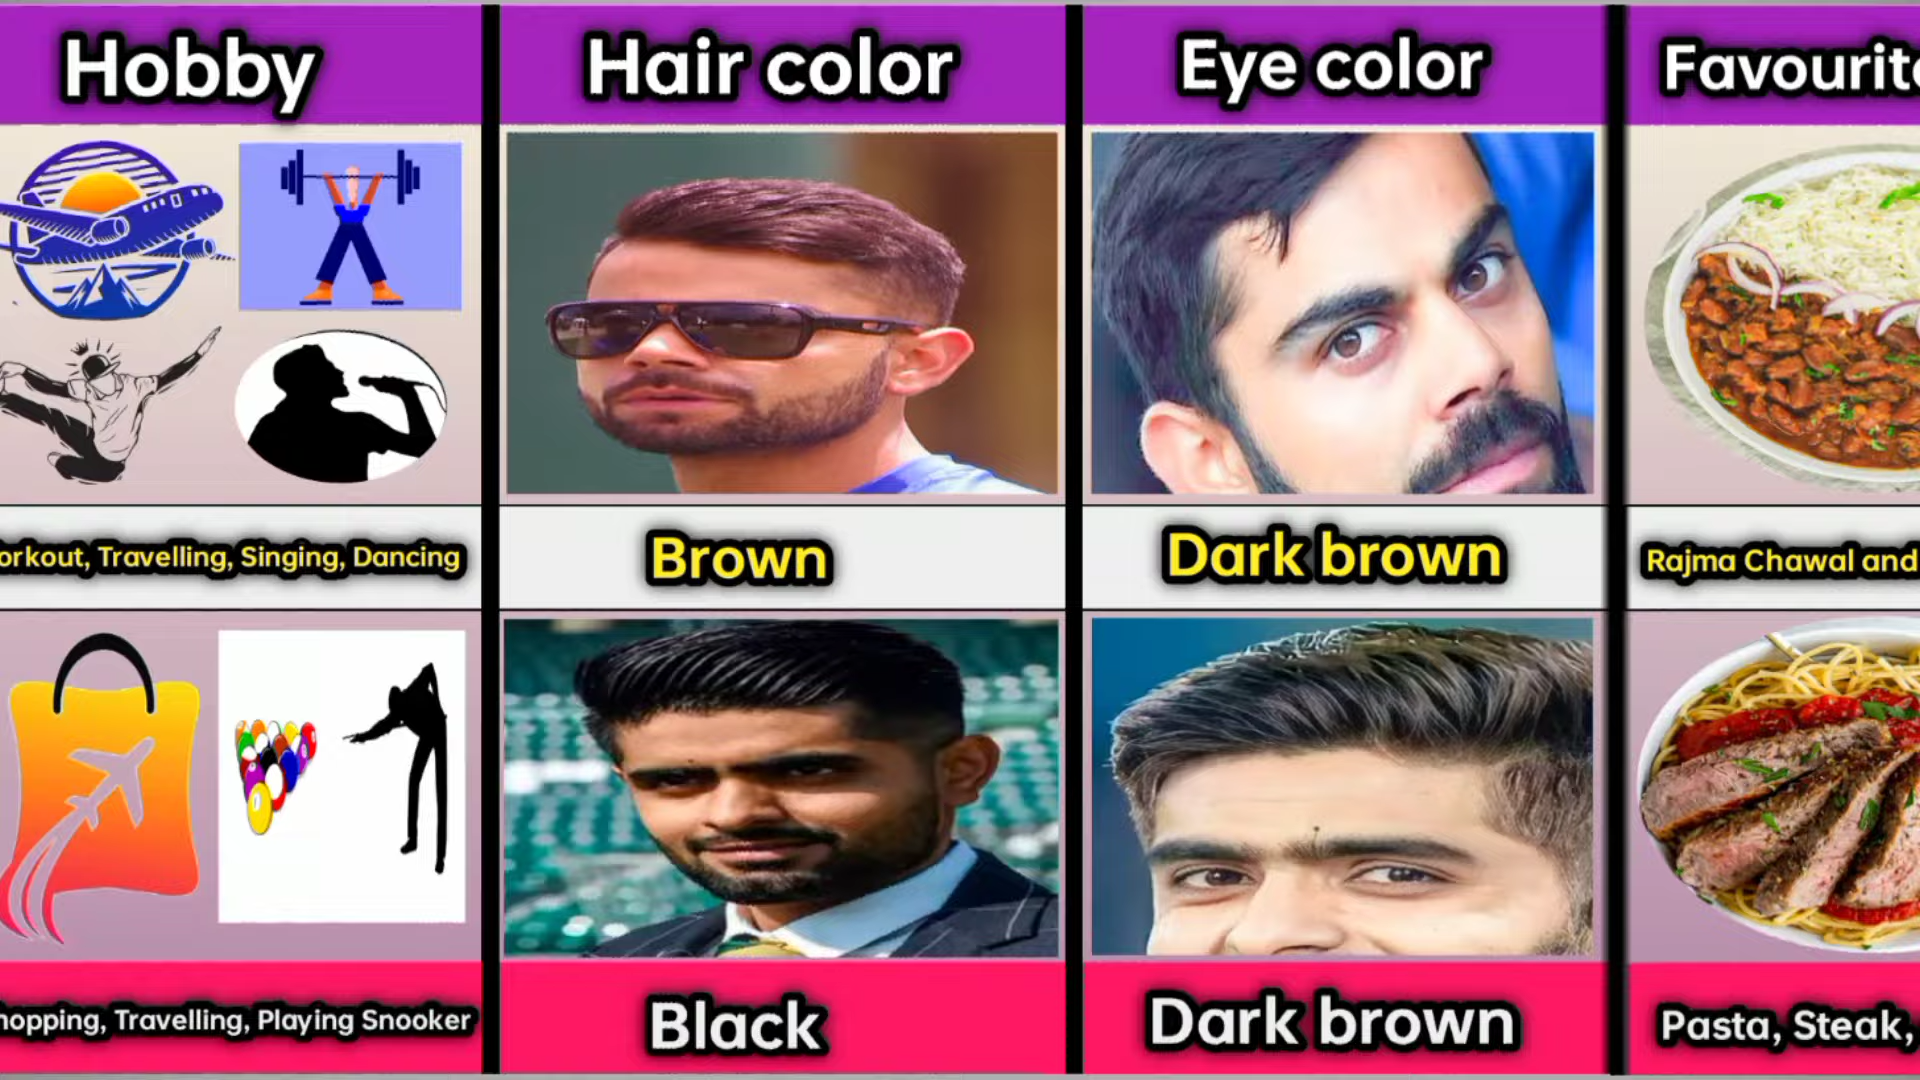 Hobby
Hair color
Eye color
orkout, Travelling, Singing, Dancing
Brown
Dark brown
Rajma Chawal and
hopping, Travelling, Playing Snooker
Black
Dark brown
Pasta, Steak,